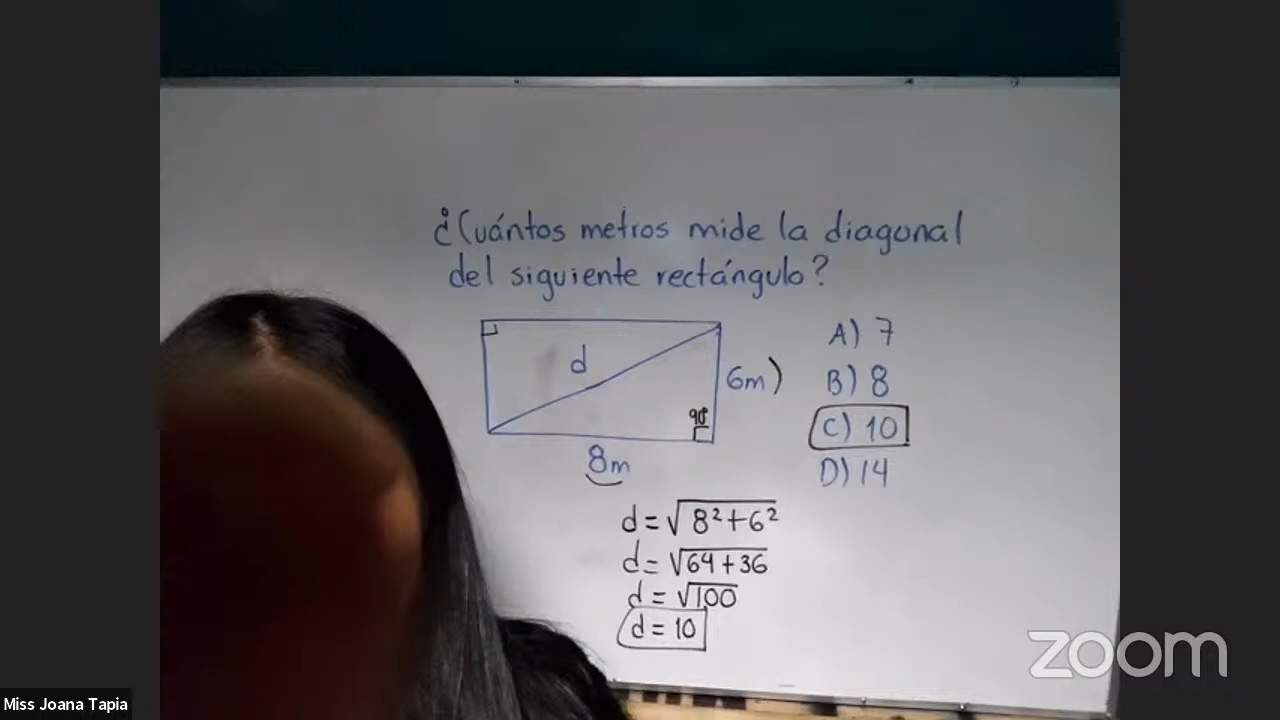 ¿Cuántos metros mide la diagonal
del siguiente rectángulo?
d
6m)
90°
8m
A) 7
B) 8
C) 10
D) 14
d = √8²+6²
d = √64+36
d = √100
d = 10
zoom
Miss Joana Tapia